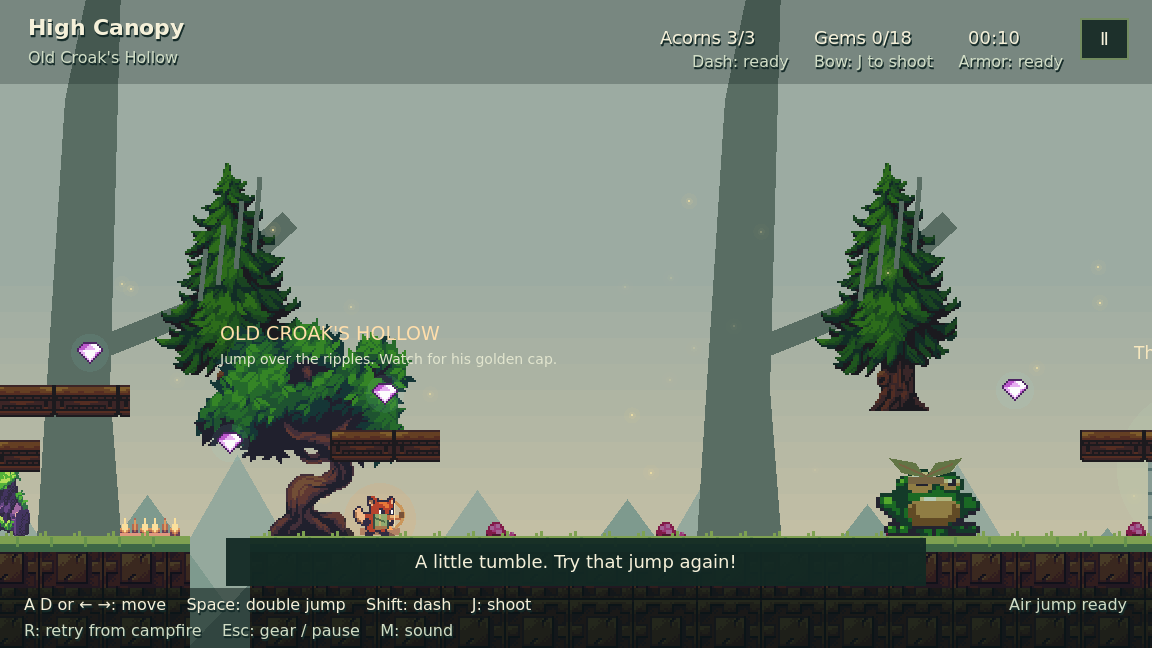 High Canopy
Old Croak's Hollow
Acorns 3/3 Gems 0/18 00:10
Dash: ready Bow: J to shoot Armor: ready
II
OLD CROAK'S HOLLOW
Jump over the ripples. Watch for his golden cap.
Th
A little tumble. Try that jump again!
A D or ← →: move Space: double jump Shift: dash J: shoot
Air jump ready
R: retry from campfire Esc: gear / pause M: sound